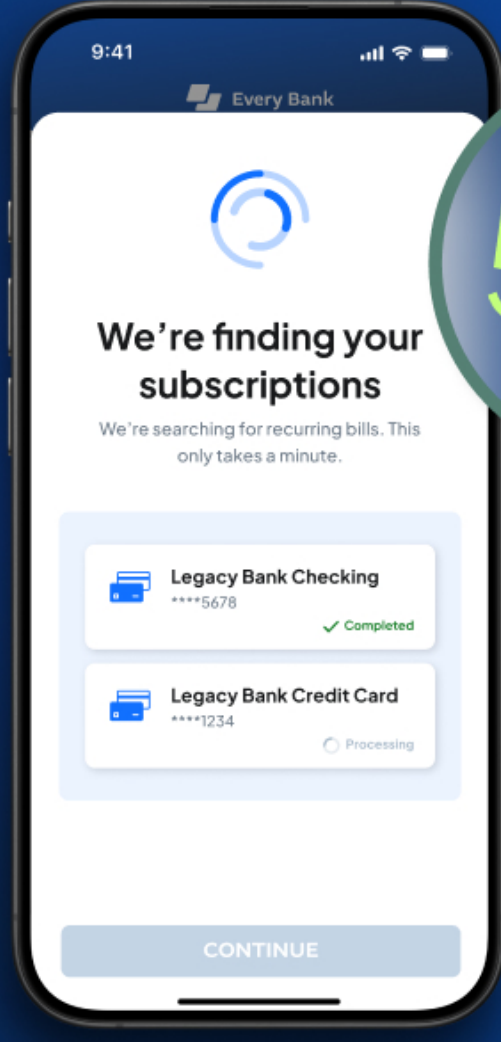 9:41
Every Bank
We're finding your
subscriptions
We're searching for recurring bills. This
only takes a minute.
Legacy Bank Checking
****5678
Completed
Legacy Bank Credit Card
****1234
Processing
CONTINUE